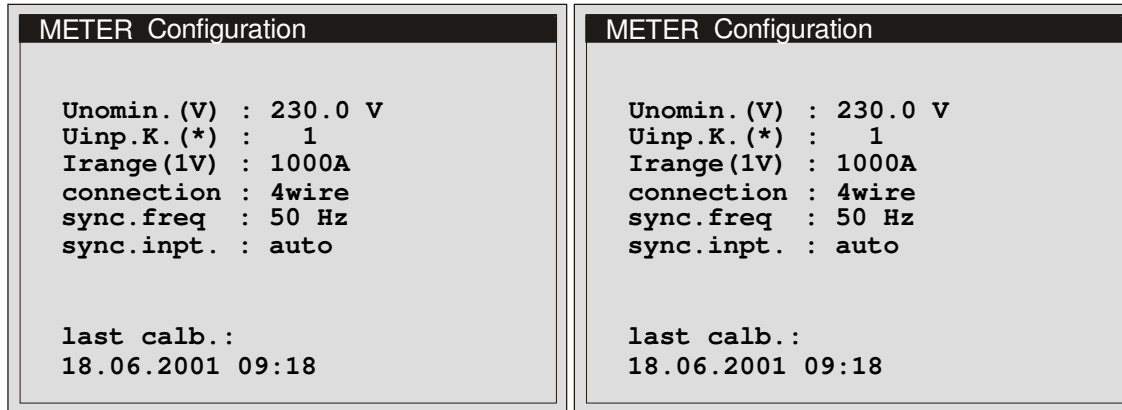 METER Configuration
Unomin.(V) : 230.0 V
Uinp.K.(*) : 1
Irange(1V) : 1000A
connection : 4wire
sync.freq : 50 Hz
sync.inpt. : auto
last calb.:
18.06.2001 09:18
METER Configuration
Unomin.(V) : 230.0 V
Uinp.K.(*) : 1
Irange(1V) : 1000A
connection : 4wire
sync.freq : 50 Hz
sync.inpt. : auto
last calb.:
18.06.2001 09:18